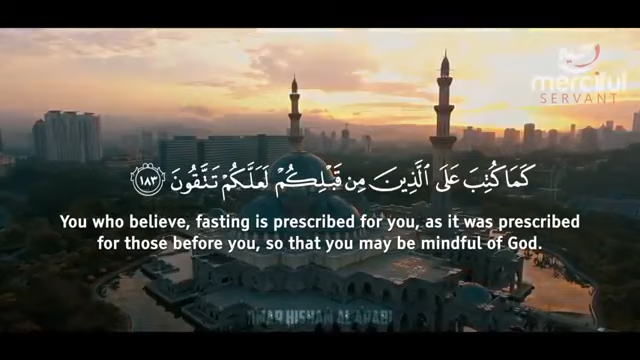 merciful
SERVANT
كَمَا كُتِبَ عَلَى ٱلَّذِينَ مِن قَبْلِكُمْ لَعَلَّكُمْ تَتَّقُونَ ١٨٣
You who believe, fasting is prescribed for you, as it was prescribed
for those before you, so that you may be mindful of God.
OMAR HISHAM AL ARABI